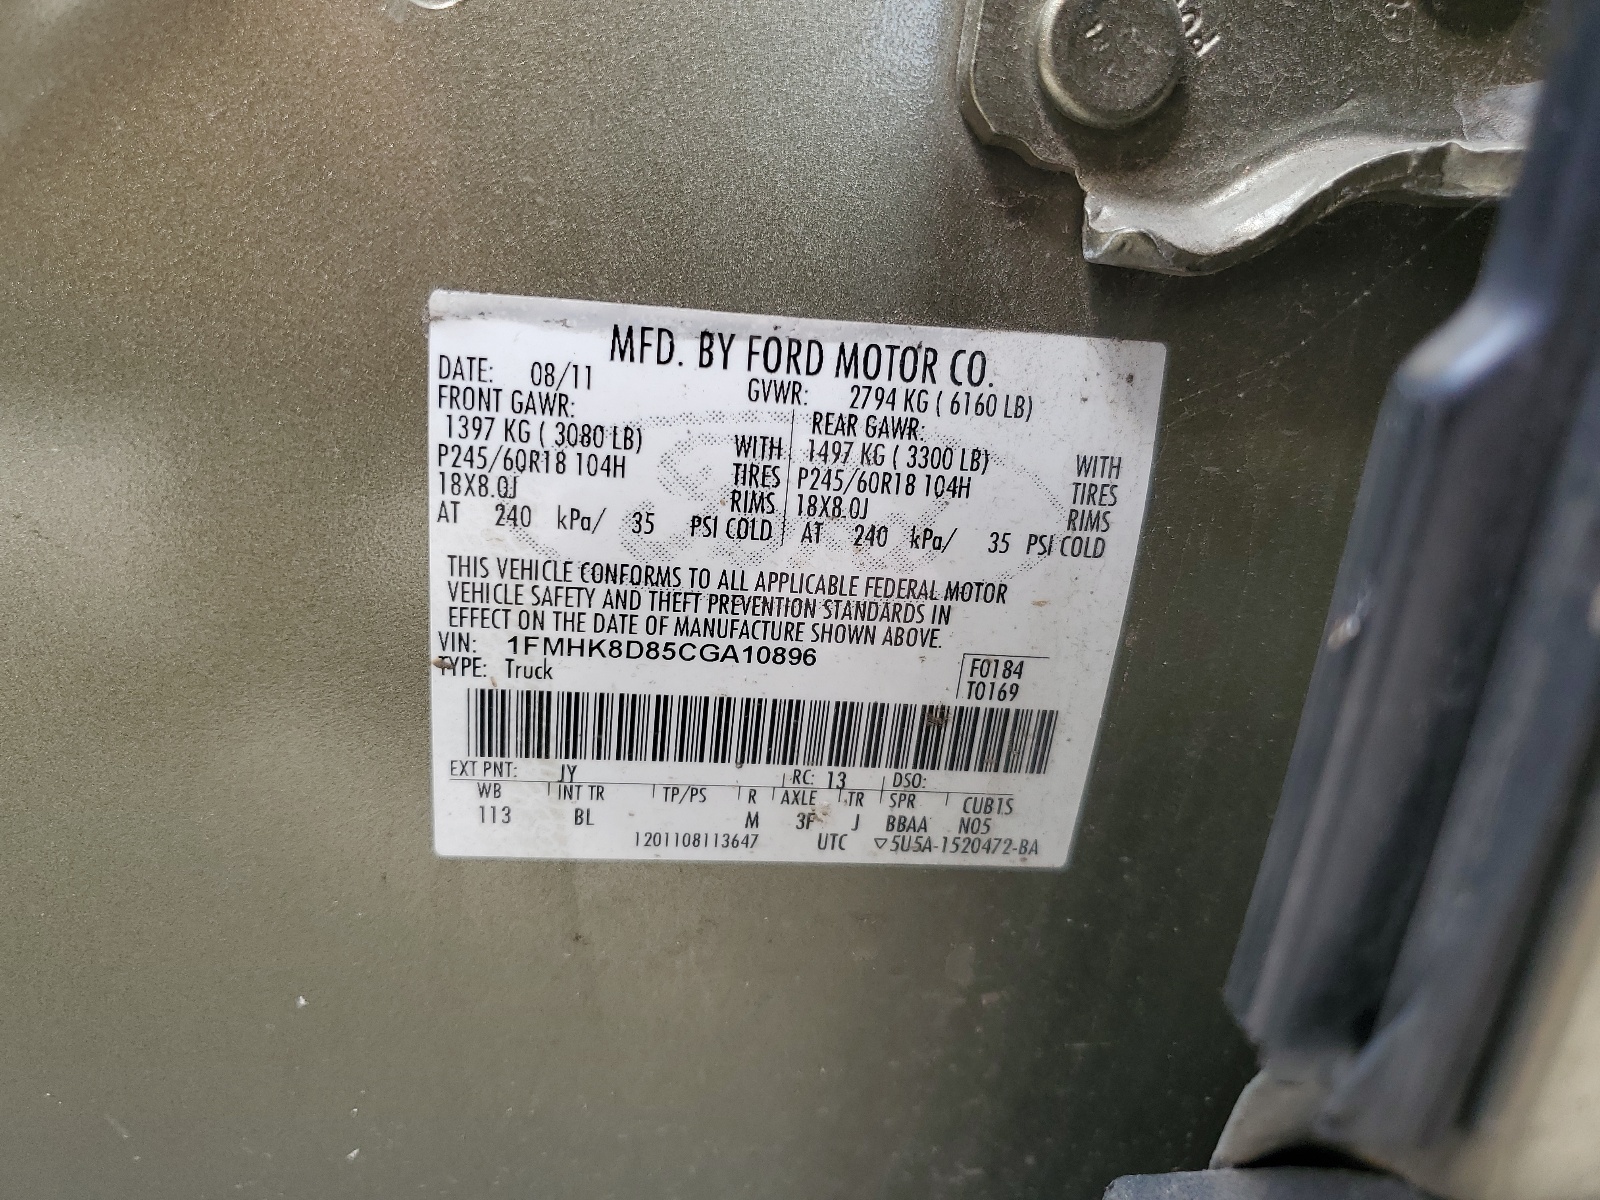 MFD. BY FORD MOTOR CO.
DATE: 08/11 GVWR: 2794 KG ( 6160 LB)
FRONT GAWR: REAR GAWR:
1397 KG ( 3080 LB) WITH 1497 KG ( 3300 LB) WITH
P245/60R18 104H TIRES P245/60R18 104H TIRES
18X8.0J RIMS 18X8.0J RIMS
AT 240 kPa/ 35 PSI COLD AT 240 kPa/ 35 PSI COLD
THIS VEHICLE CONFORMS TO ALL APPLICABLE FEDERAL MOTOR
VEHICLE SAFETY AND THEFT PREVENTION STANDARDS IN
EFFECT ON THE DATE OF MANUFACTURE SHOWN ABOVE.
VIN: 1FMHK8D85CGA10896
TYPE: Truck
F0184
T0169
EXT PNT: JY RC: 13 DSO:
WB INT TR TP/PS R AXLE TR SPR CUB1S
113 BL M 3F J BBAA N05
1201108113647 UTC ▽5U5A-1520472-BA